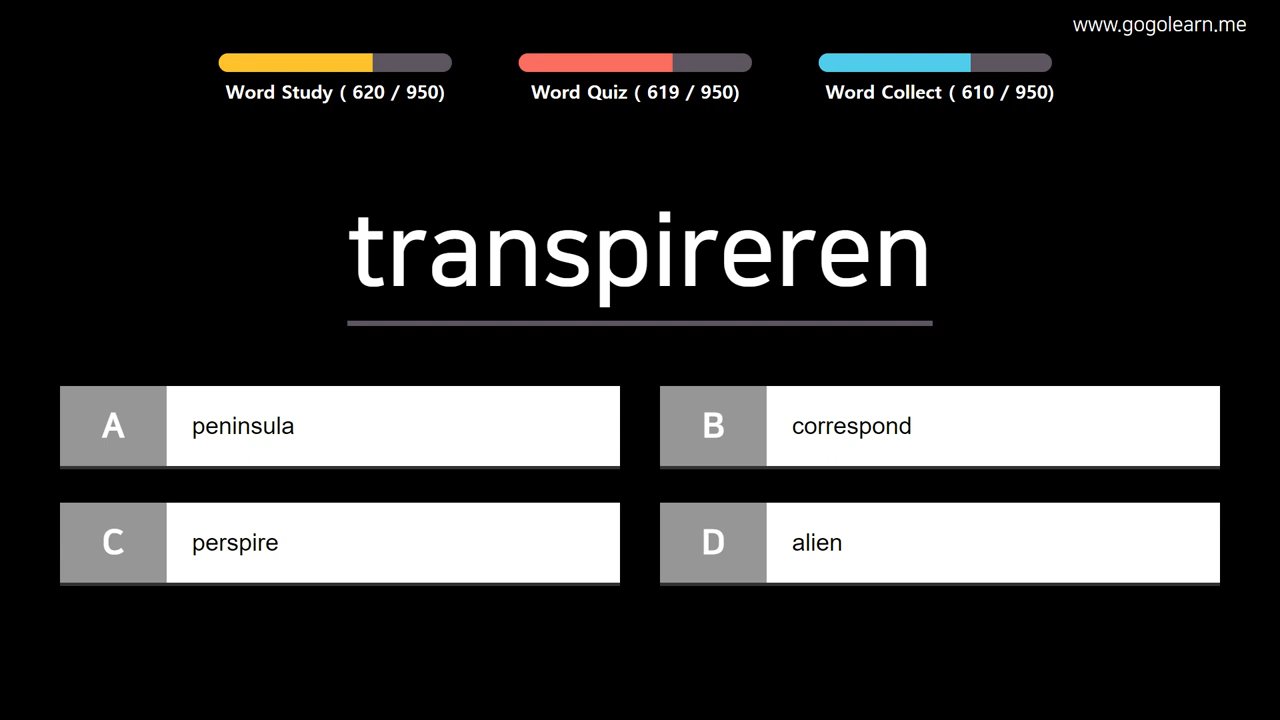 www.gogolearn.me
Word Study ( 620 / 950)
Word Quiz ( 619 / 950)
Word Collect ( 610 / 950)
transpireren
A peninsula
B correspond
C perspire
D alien